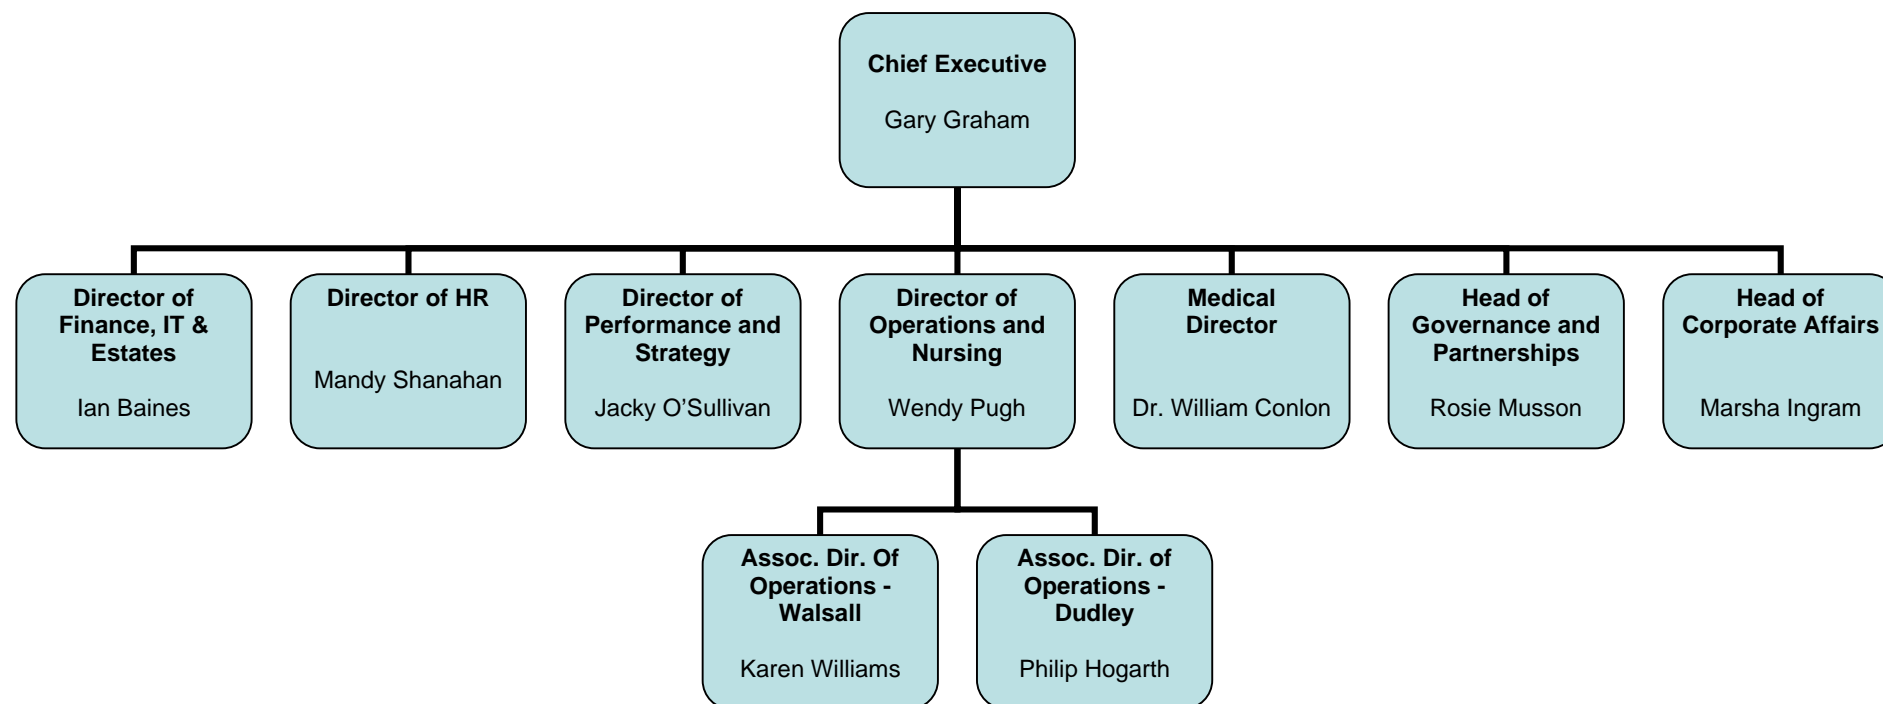 Chief Executive
Gary Graham
Director of
Finance, IT &
Estates
Ian Baines
Director of HR
Mandy Shanahan
Director of
Performance and
Strategy
Jacky O’Sullivan
Director of
Operations and
Nursing
Wendy Pugh
Medical
Director
Dr. William Conlon
Head of
Governance and
Partnerships
Rosie Musson
Head of
Corporate Affairs
Marsha Ingram
Assoc. Dir. Of
Operations -
Walsall
Karen Williams
Assoc. Dir. of
Operations -
Dudley
Philip Hogarth